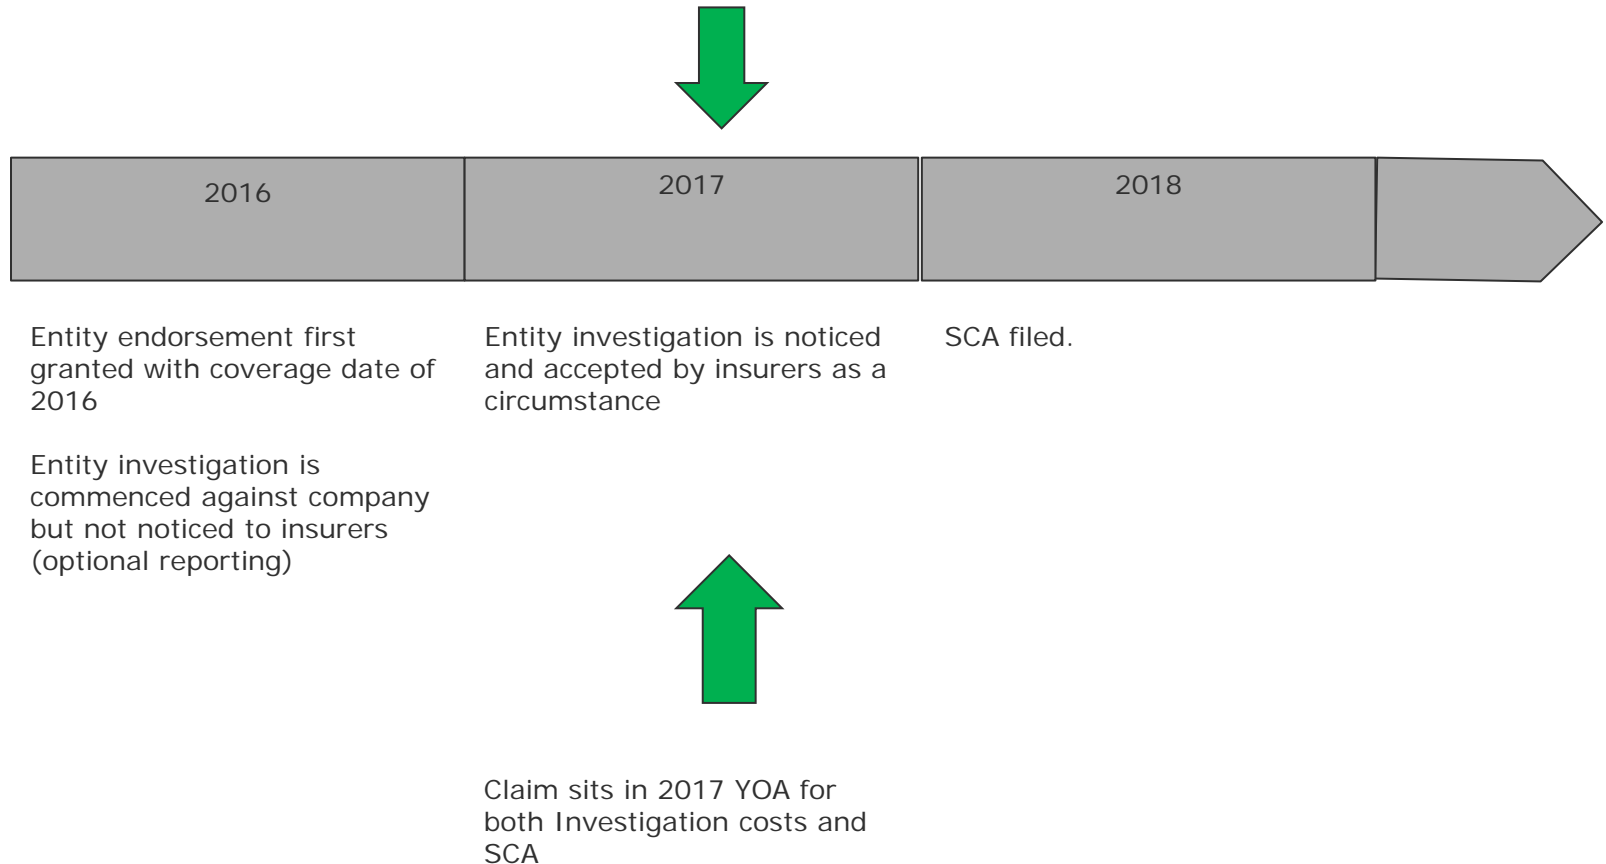 2016
2017
2018
Entity endorsement first
granted with coverage date of
2016
Entity investigation is
commenced against company
but not noticed to insurers
(optional reporting)
Entity investigation is noticed
and accepted by insurers as a
circumstance
SCA filed.
Claim sits in 2017 YOA for
both Investigation costs and
SCA